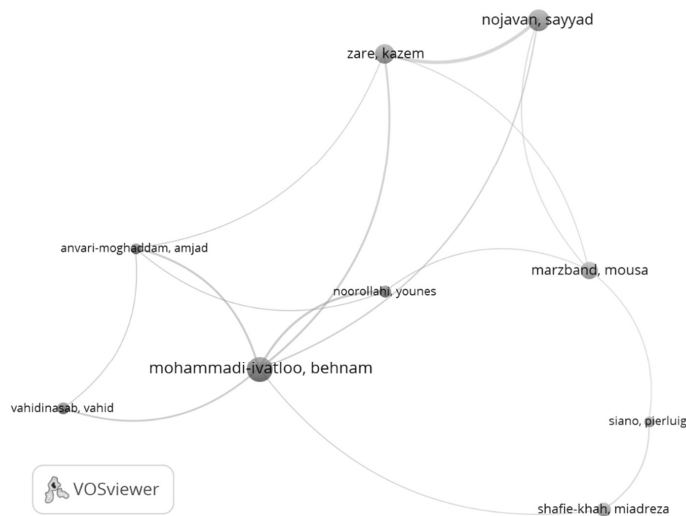 nojavan, sayyad
zare, kazem
anvari-moghaddam, amjad
marzband, mousa
noorollahi, younes
mohammadi-ivatloo, behnam
vahidinasab, vahid
siano, pierluig
VOSviewer
shafie-khah, miadreza